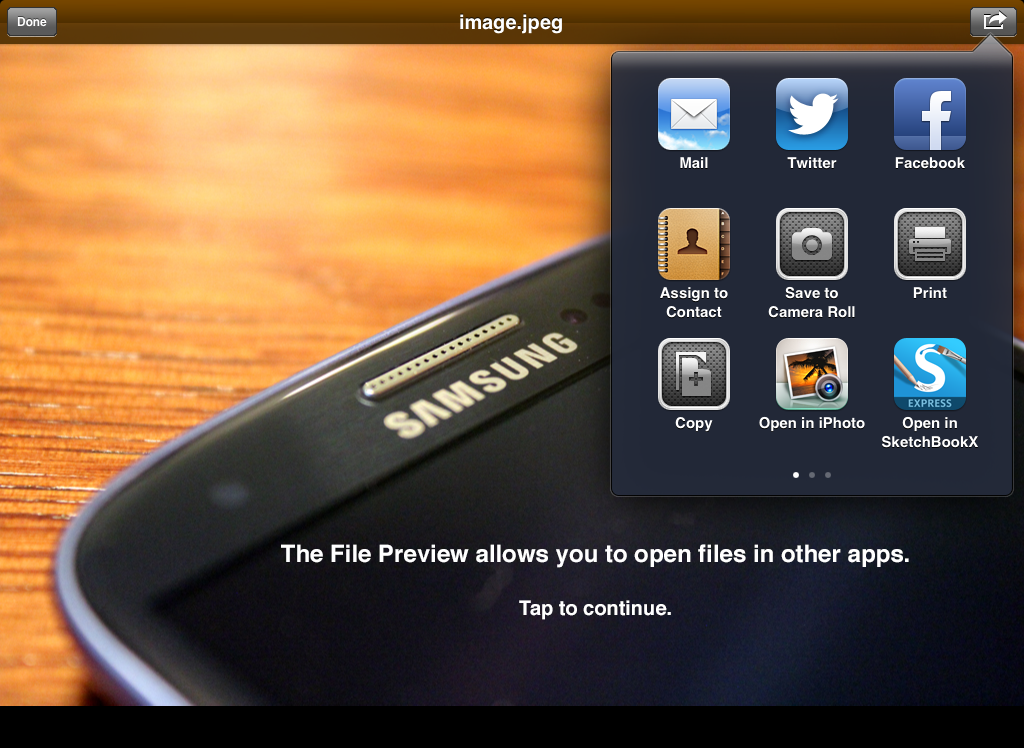 Done
image.jpeg
Mail
Twitter
Facebook
Assign to
Contact
Save to
Camera Roll
Print
Copy
Open in iPhoto
S
EXPRESS
Open in
SketchBookX
SAMSUNG
The File Preview allows you to open files in other apps.
Tap to continue.